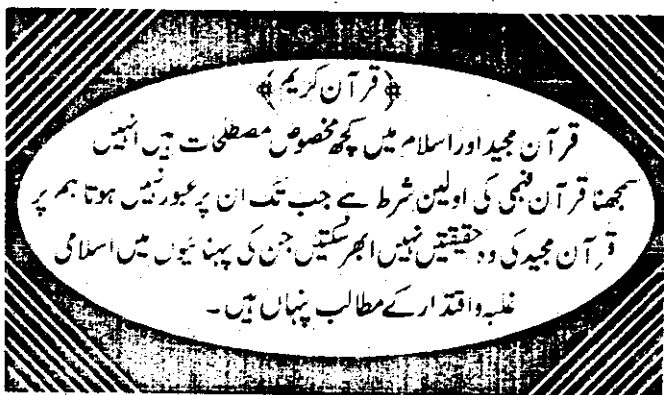 ﴿قرآن کریم﴾
قرآن مجید اور اسلام میں کچھ مخصوص مصطلحات ہیں انہیں
سمجھنا قرآن فہمی کی اولین شرط ہے جب تک ان پر عبور نہیں ہوتا ہم پر
قرآن مجید کی وہ حقیقتیں نہیں ابھر سکتیں جن کی پہنائیوں میں اسلامی
غلبہ و اقتدار کے مطالب پنہاں ہیں۔